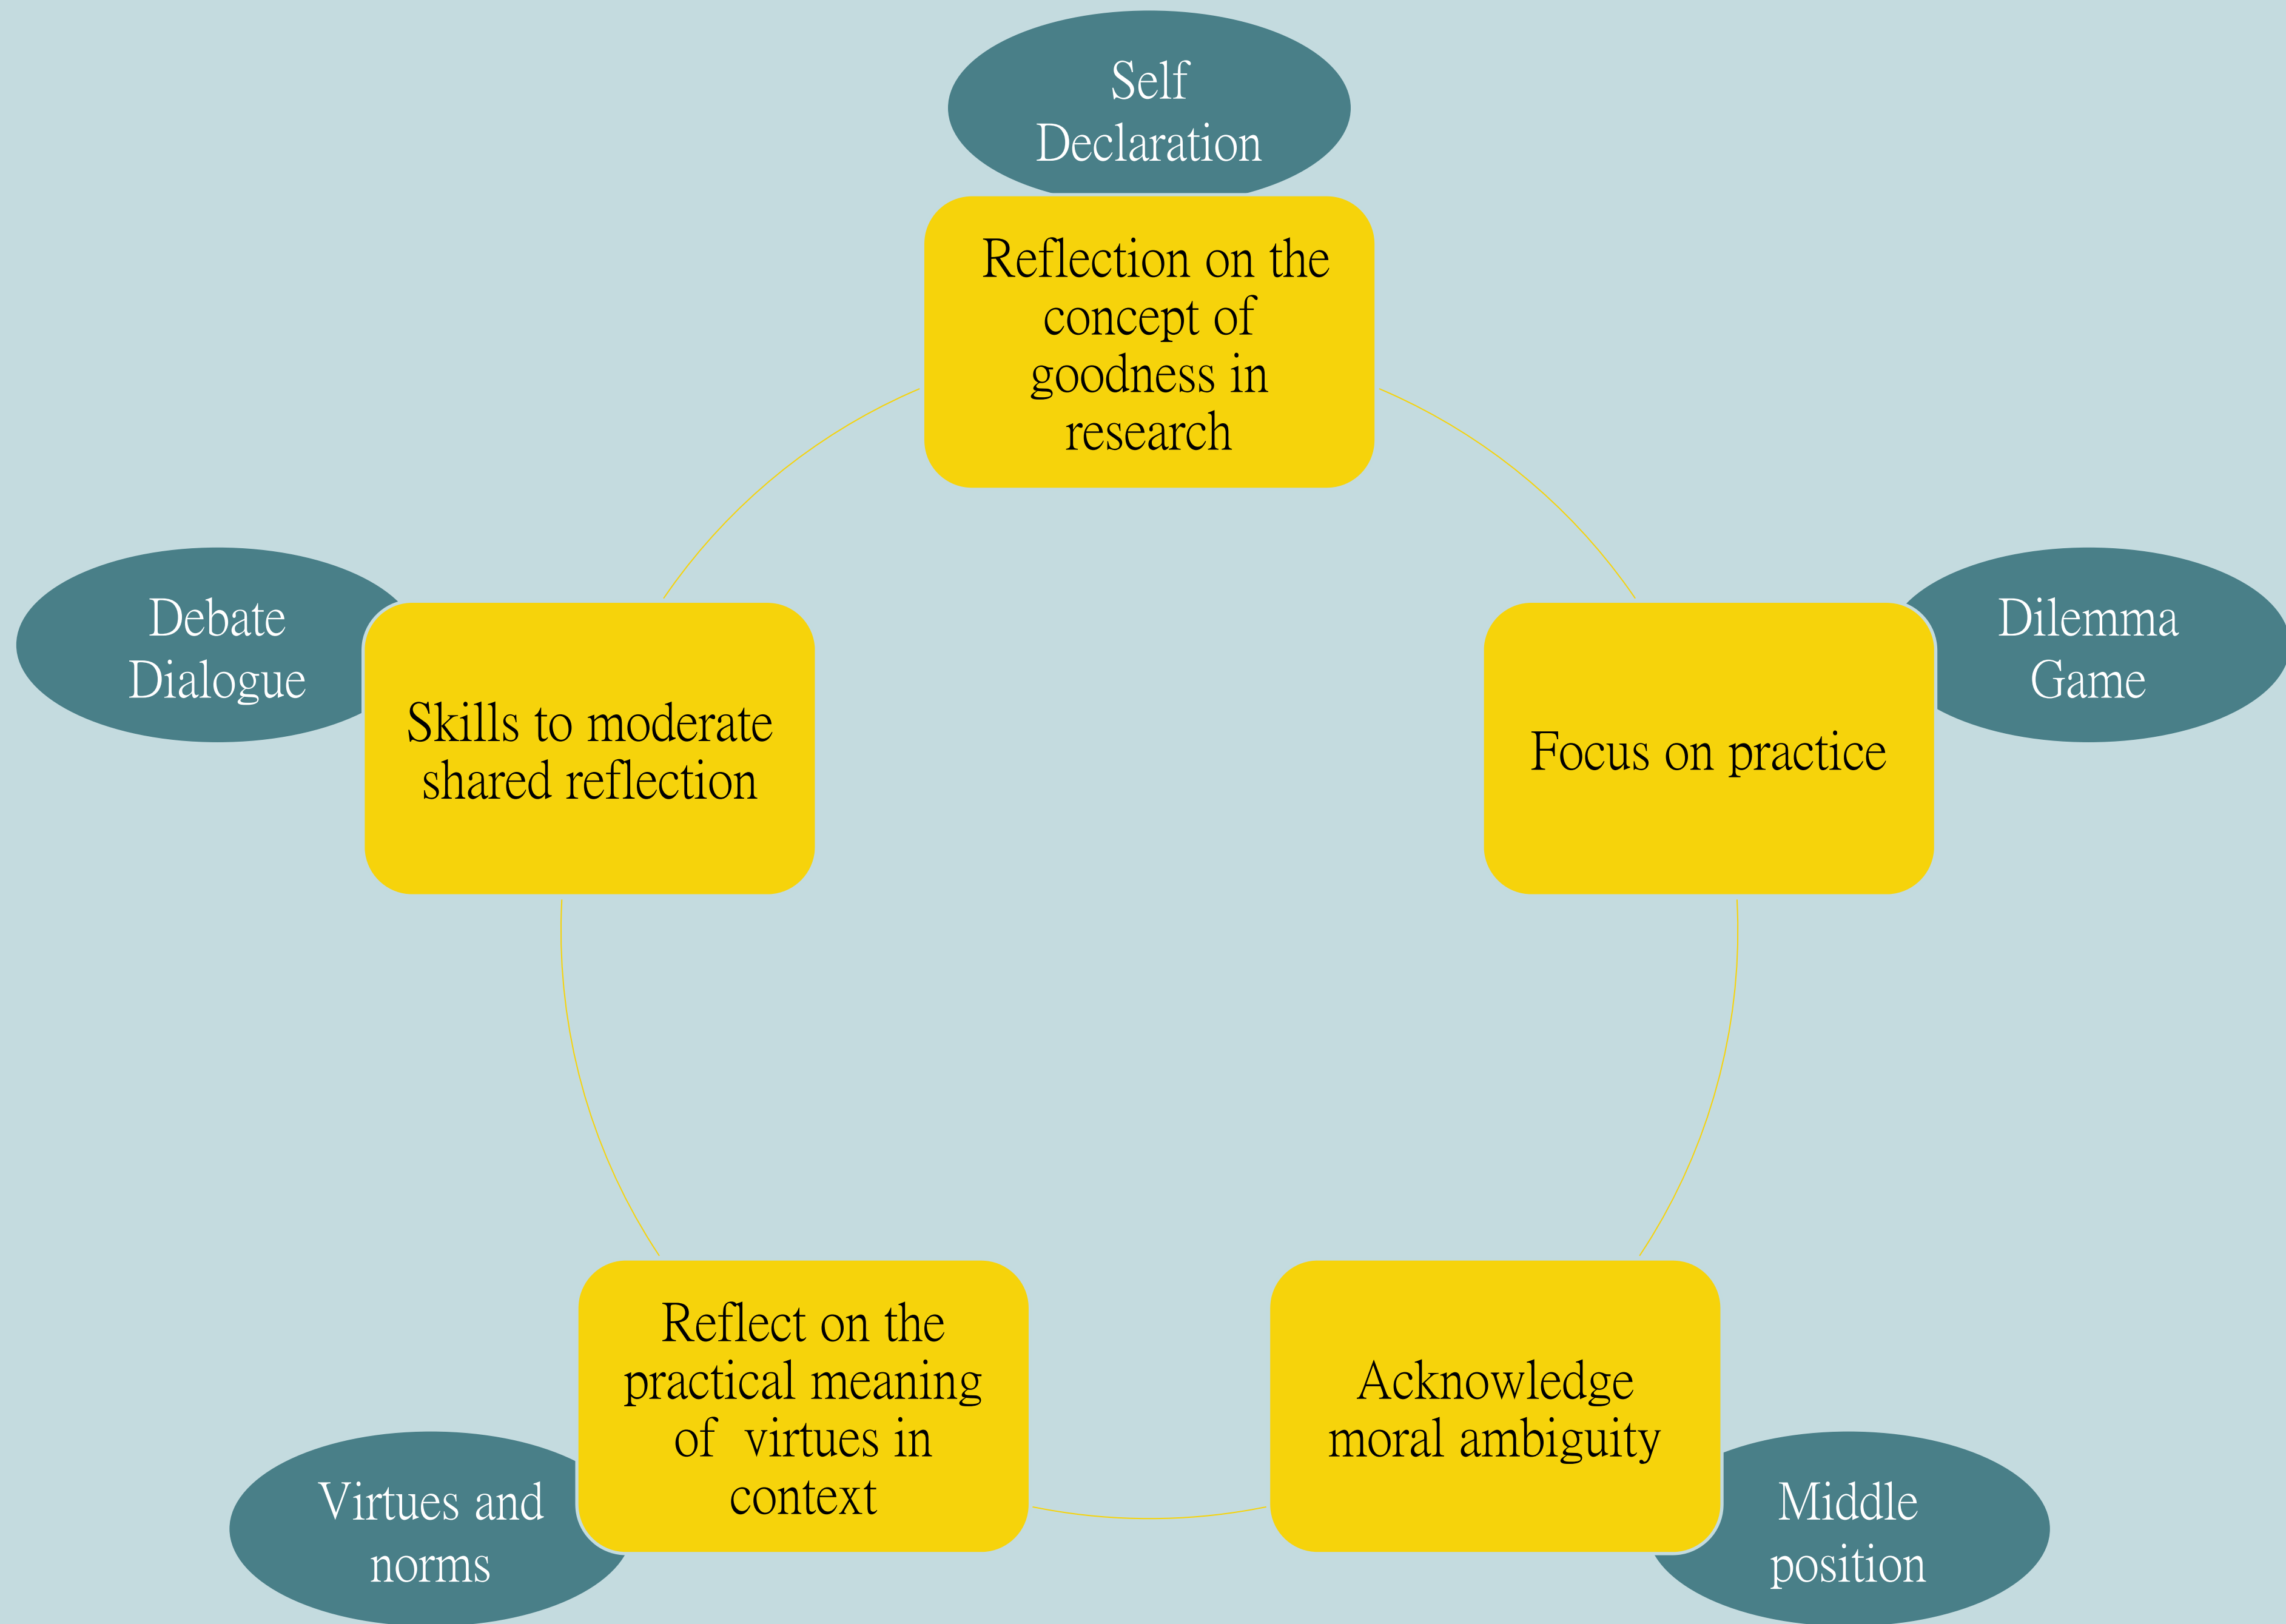 Self
Declaration
Reflection on the
concept of
goodness in
research
Debate
Dialogue
Skills to moderate
shared reflection
Dilemma
Game
Focus on practice
Reflect on the
practical meaning
of  virtues in
context
Virtues and
norms
Acknowledge
moral ambiguity
Middle
position